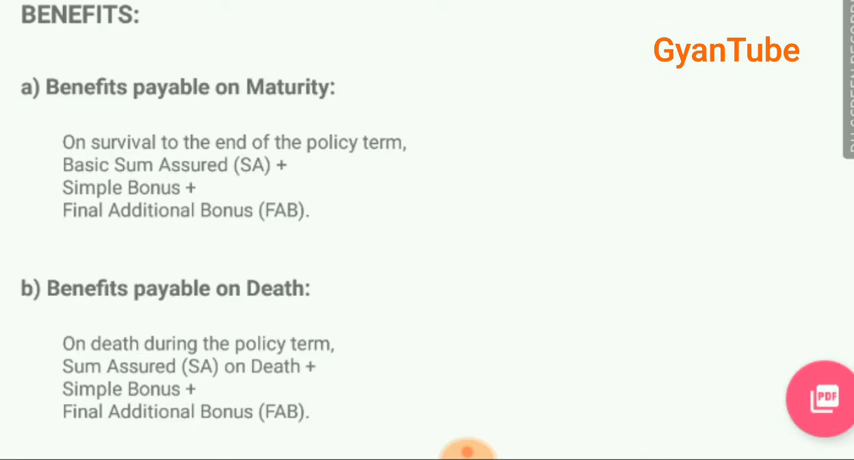 BENEFITS:
GyanTube
a) Benefits payable on Maturity:
On survival to the end of the policy term,
Basic Sum Assured (SA) +
Simple Bonus +
Final Additional Bonus (FAB).
b) Benefits payable on Death:
On death during the policy term,
Sum Assured (SA) on Death +
Simple Bonus +
Final Additional Bonus (FAB).
PDF